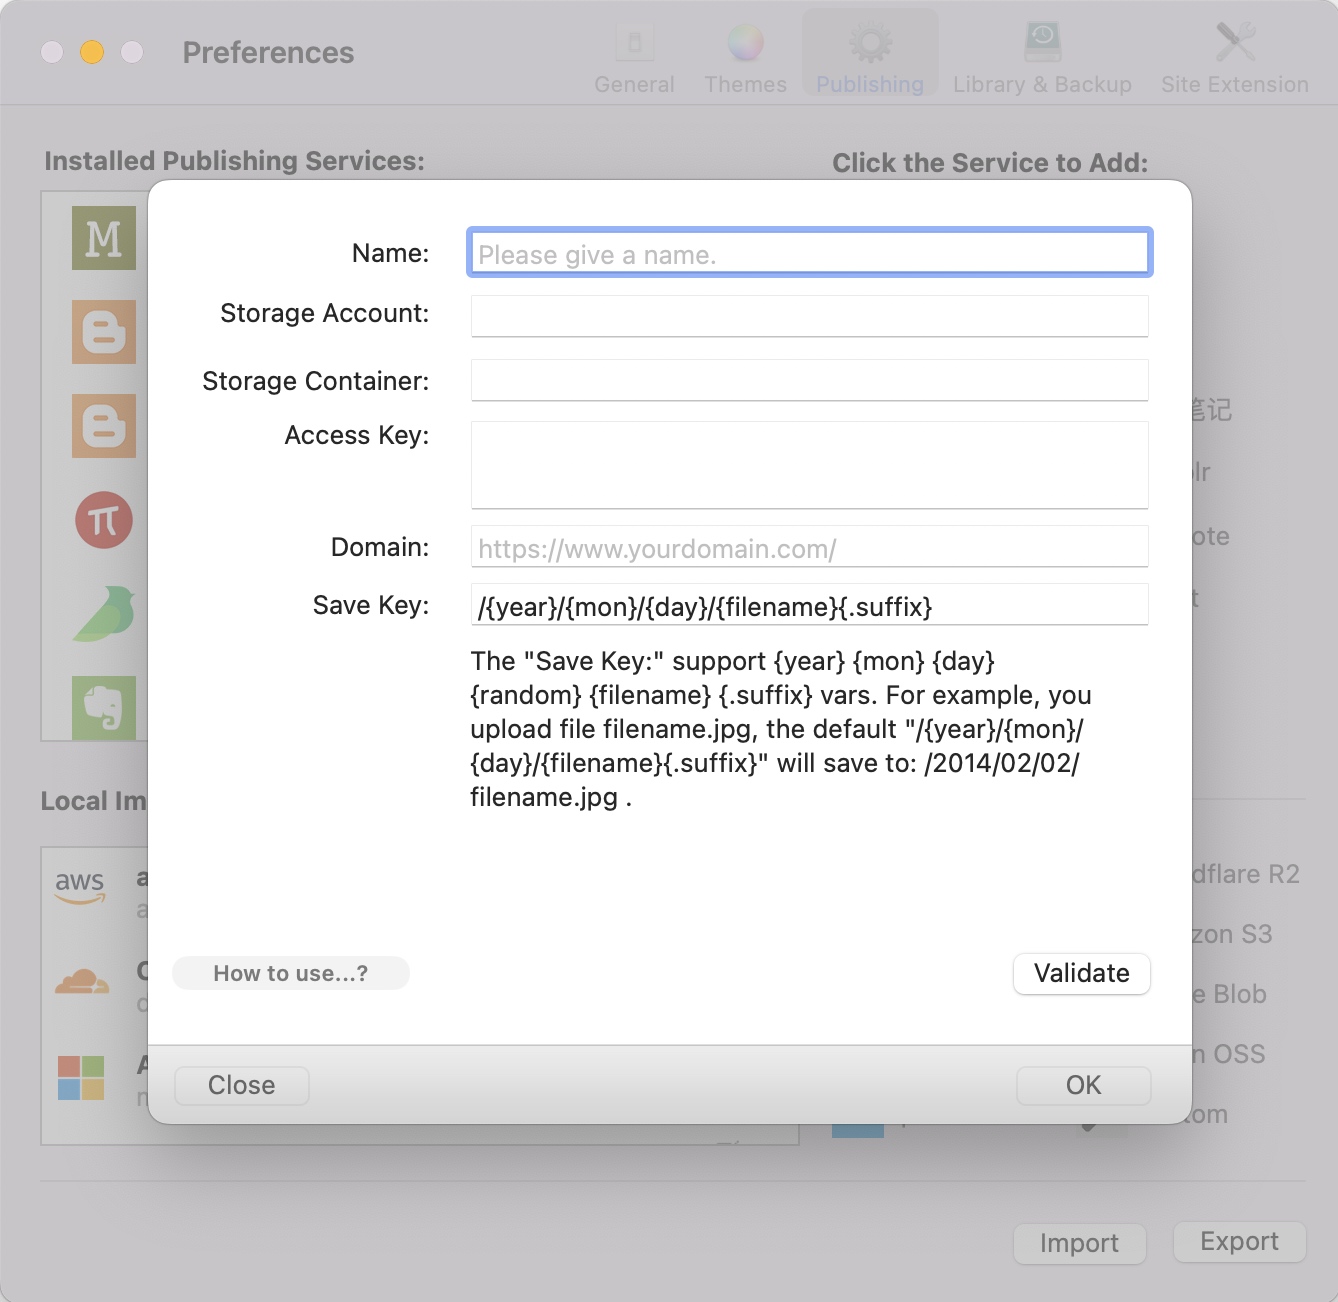 Preferences
General
Themes
Publishing
Library & Backup
Site Extension
Installed Publishing Services:
Click the Service to Add:
M
Name:
Please give a name.
Storage Account:
Storage Container:
笔记
Access Key:
Domain:
https://www.yourdomain.com/
Save Key:
/{year}/{mon}/{day}/{filename}{.suffix}
The "Save Key:" support {year} {mon} {day}
{random} {filename} {.suffix} vars. For example, you
upload file filename.jpg, the default "/{year}/{mon}/
{day}/{filename}{.suffix}" will save to: /2014/02/02/
filename.jpg .
Local Im
aws
dflare R2
zon S3
How to use...?
Validate
e Blob
n OSS
Close
OK
tom
Import
Export